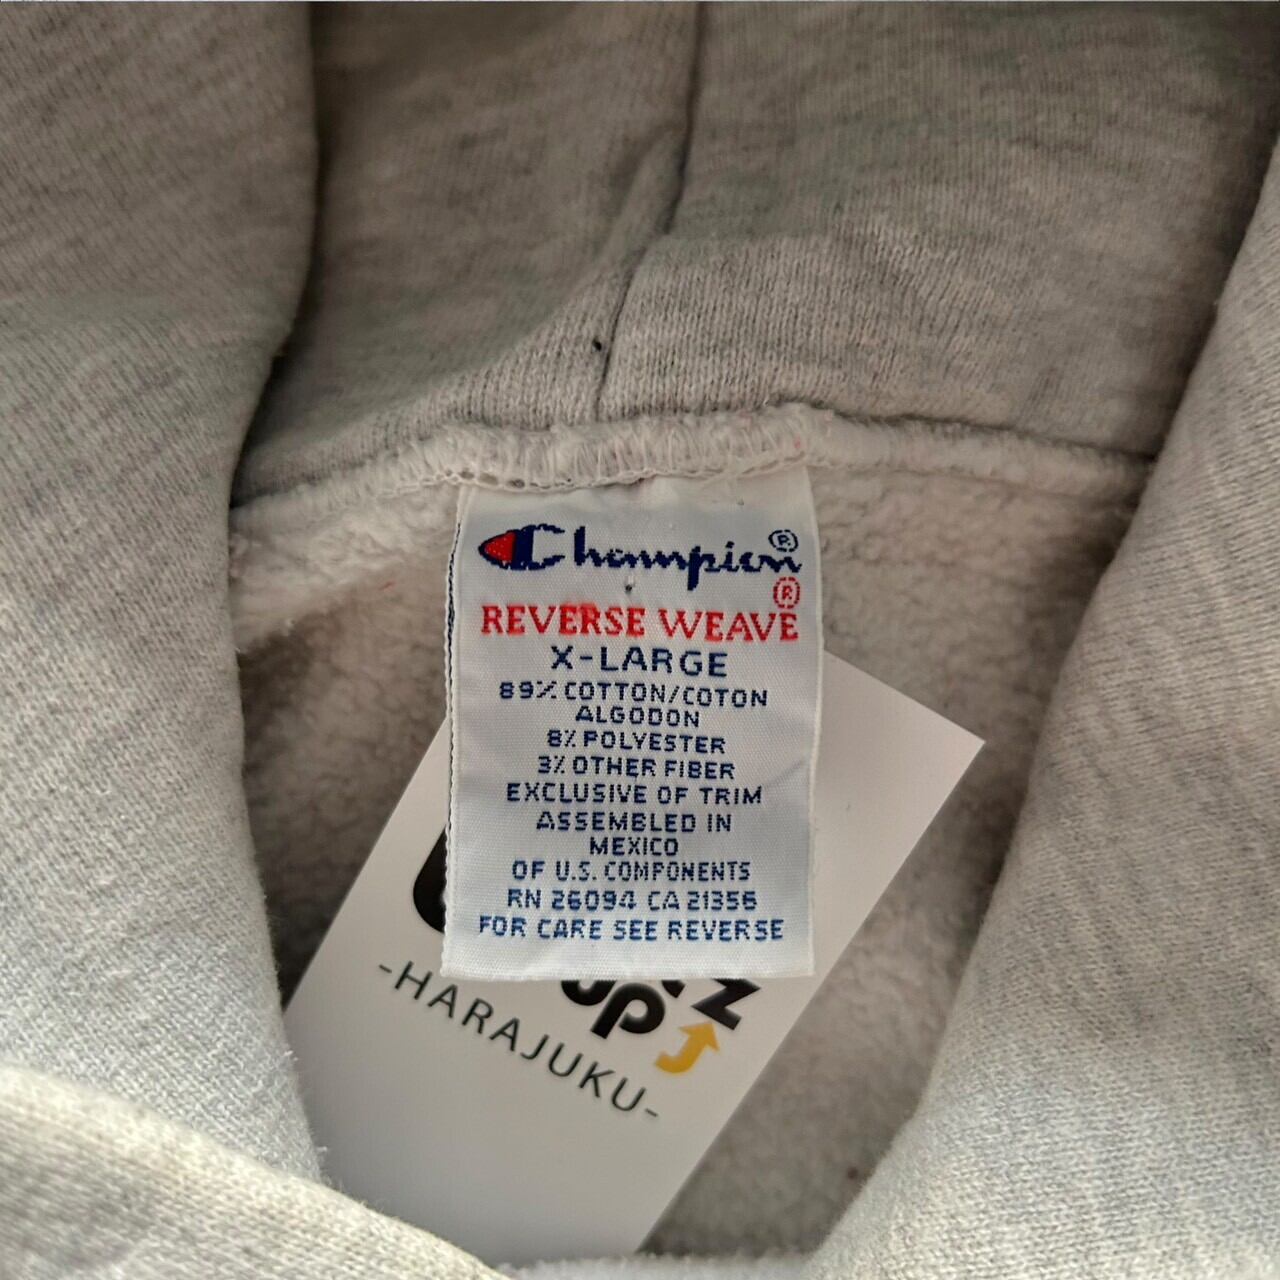 Champion®
REVERSE WEAVE®
X-LARGE
89% COTTON/COTON
ALGODON
8% POLYESTER
3% OTHER FIBER
EXCLUSIVE OF TRIM
ASSEMBLED IN
MEXICO
OF U.S. COMPONENTS
RN 26094 CA 21356
FOR CARE SEE REVERSE
-HARAJUKU-